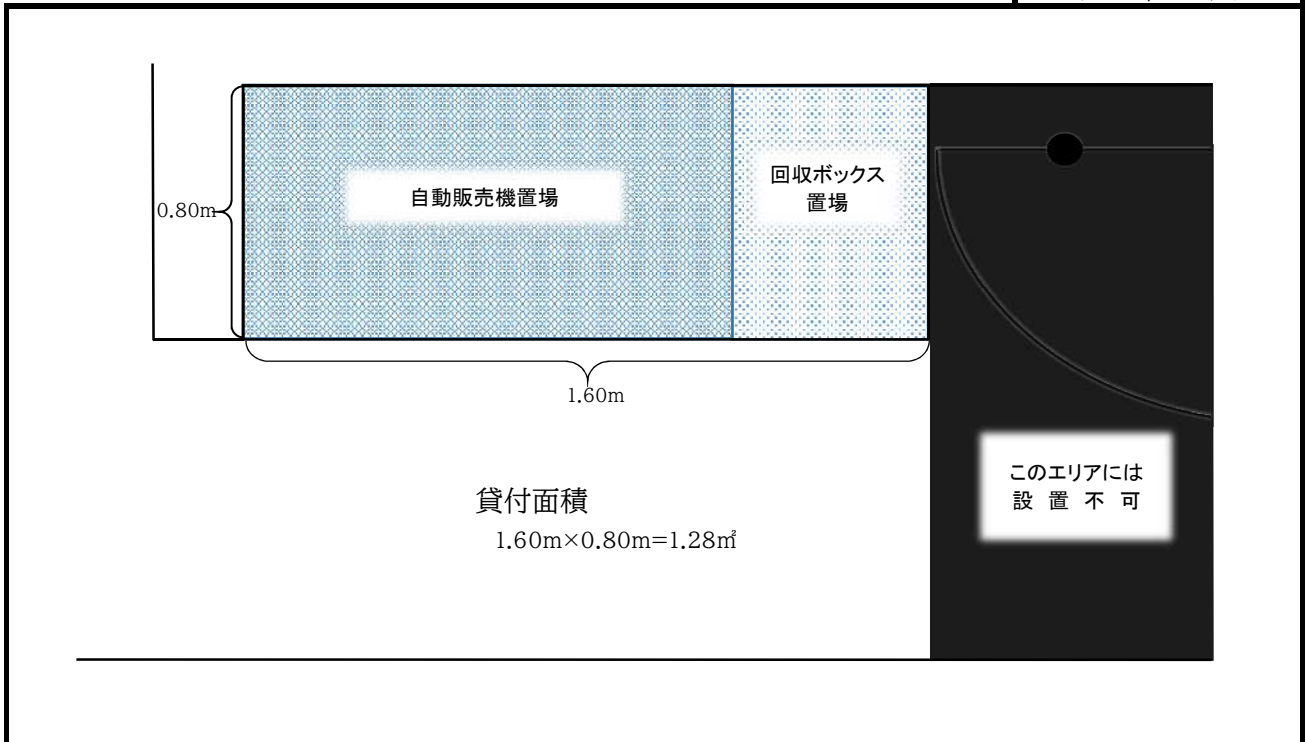 自動販売機置場
回収ボックス
置場
0.80m
1.60m
このエリアには
設 置 不 可
貸付面積
1.60m×0.80m=1.28㎡